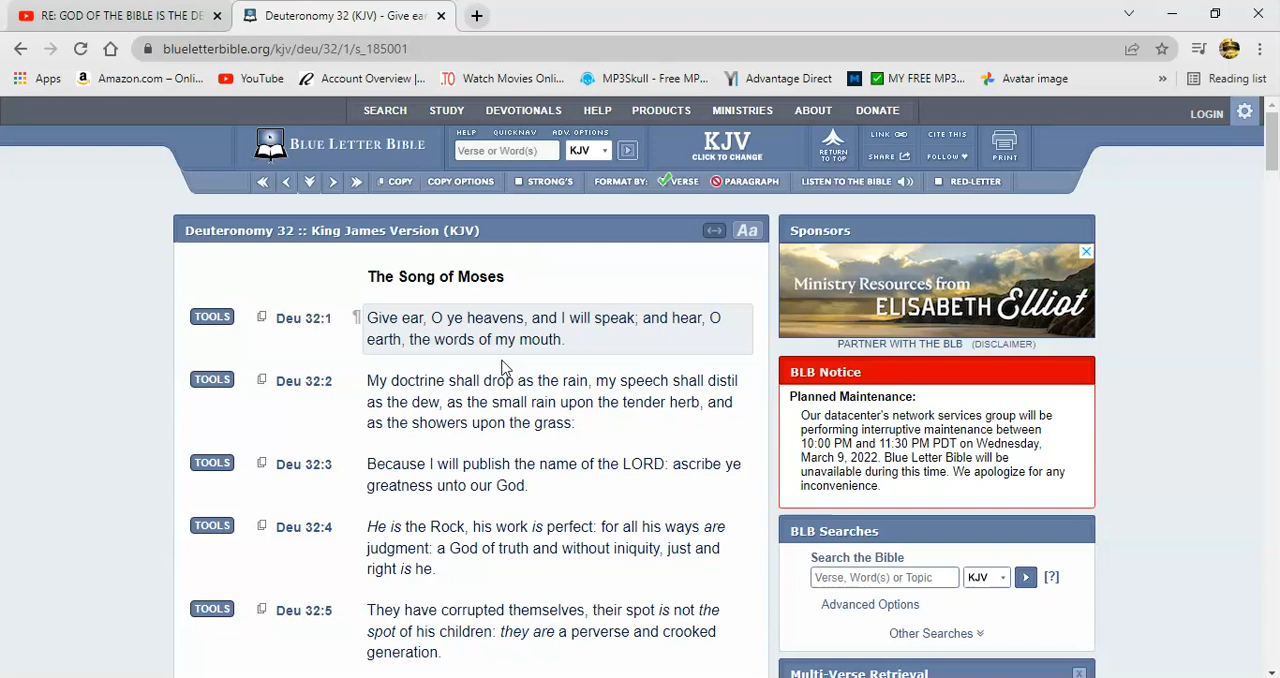 RE: GOD OF THE BIBLE IS THE DE
Deuteronomy 32 (KJV) - Give ear
blueletterbible.org/kjv/deu/32/1/s_185001
Apps
Amazon.com – Onli...
YouTube
Account Overview |...
Watch Movies Onli...
MP3Skull - Free MP...
Advantage Direct
MY FREE MP3...
Avatar image
»
Reading list
SEARCH STUDY DEVOTIONALS HELP PRODUCTS MINISTRIES ABOUT DONATE
LOGIN
BLUE LETTER BIBLE
HELP QUICKNAV ADV. OPTIONS
Verse or Word(s) KJV
KJV
CLICK TO CHANGE
RETURN
TO TOP
LINK
SHARE
CITE THIS
FOLLOW
PRINT
COPY COPY OPTIONS STRONG'S FORMAT BY: VERSE PARAGRAPH LISTEN TO THE BIBLE RED-LETTER
Deuteronomy 32 :: King James Version (KJV)
Aa
The Song of Moses
TOOLS Deu 32:1 ¶ Give ear, O ye heavens, and I will speak; and hear, O
earth, the words of my mouth.
TOOLS Deu 32:2 My doctrine shall drop as the rain, my speech shall distil
as the dew, as the small rain upon the tender herb, and
as the showers upon the grass:
TOOLS Deu 32:3 Because I will publish the name of the LORD: ascribe ye
greatness unto our God.
TOOLS Deu 32:4 He is the Rock, his work is perfect: for all his ways are
judgment: a God of truth and without iniquity, just and
right is he.
TOOLS Deu 32:5 They have corrupted themselves, their spot is not the
spot of his children: they are a perverse and crooked
generation.
Sponsors
Ministry Resources from
ELISABETH Elliot
PARTNER WITH THE BLB (DISCLAIMER)
BLB Notice
Planned Maintenance:
Our datacenter's network services group will be
performing interruptive maintenance between
10:00 PM and 11:30 PM PDT on Wednesday,
March 9, 2022. Blue Letter Bible will be
unavailable during this time. We apologize for any
inconvenience.
BLB Searches
Search the Bible
Verse, Word(s) or Topic KJV [?]
Advanced Options
Other Searches
Multi-Verse Retrieval
x